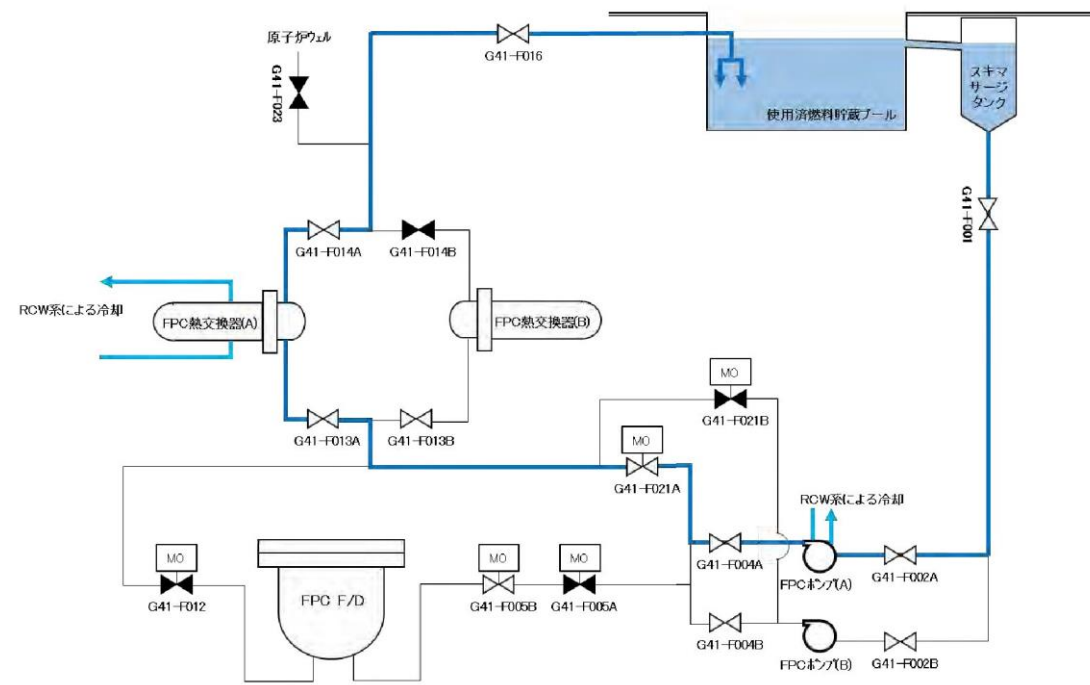 原子炉ウェル
G41-F023
G41-F016
使用済燃料貯蔵プール
スキマ
サージ
タンク
G41-F001
G41-F014A
G41-F014B
RCW系による冷却
FPC熱交換器(A)
FPC熱交換器(B)
MO
G41-F021B
G41-F013A
G41-F013B
MO
G41-F021A
RCW系による冷却
MO
G41-F012
FPC F/D
MO
G41-F005B
MO
G41-F005A
G41-F004A
FPCポンプ(A)
G41-F002A
G41-F004B
FPCポンプ(B)
G41-F002B